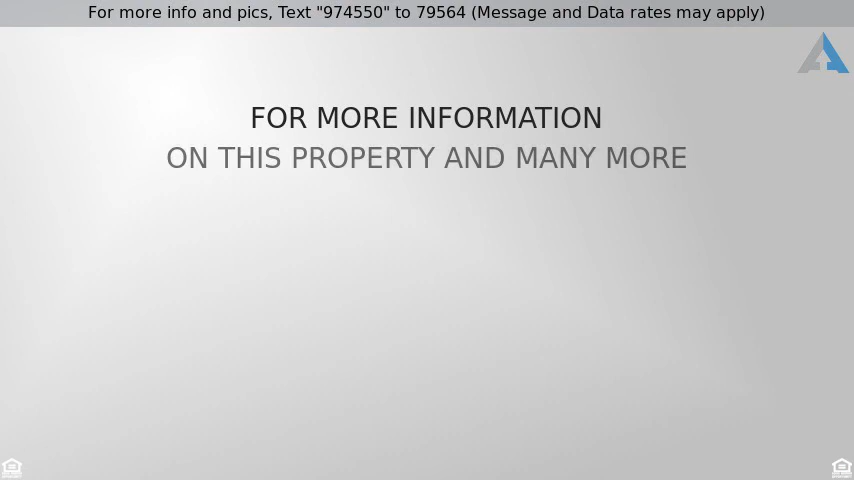 For more info and pics, Text "974550" to 79564 (Message and Data rates may apply)
FOR MORE INFORMATION
ON THIS PROPERTY AND MANY MORE